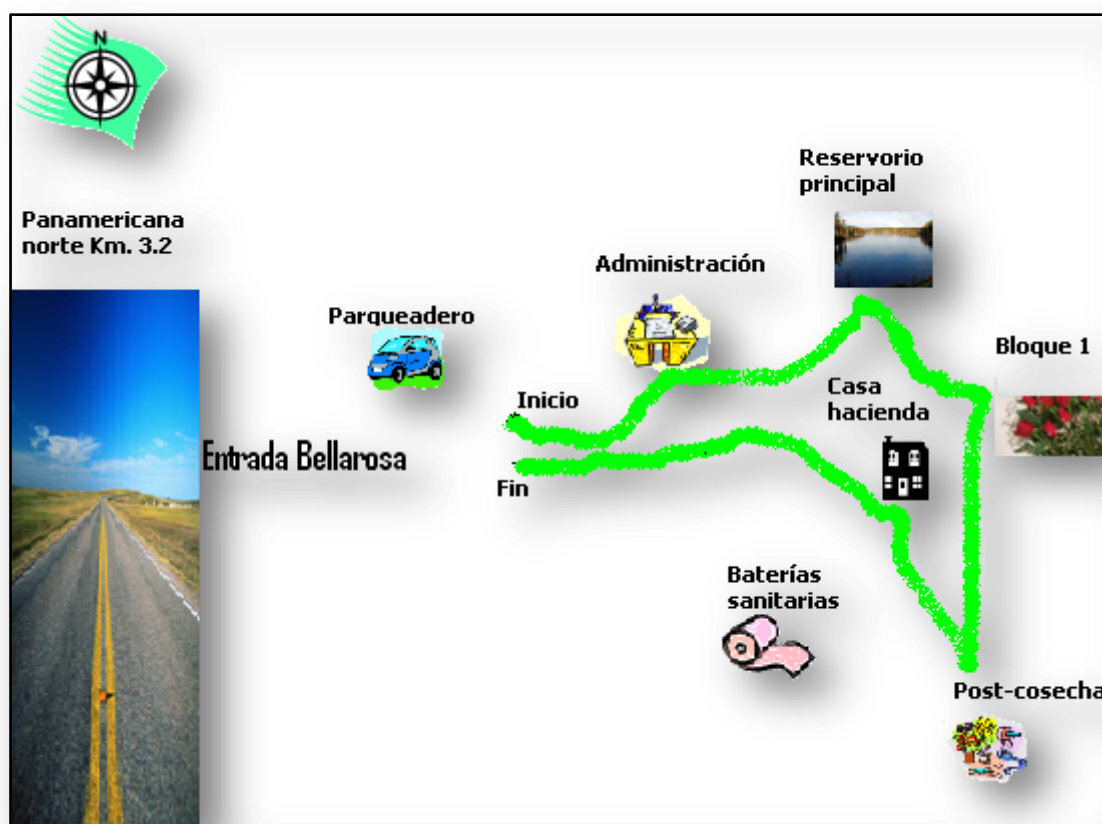 N
Reservorio
principal
Panamericana
norte Km. 3.2
Administración
Parqueadero
Bloque 1
Casa
hacienda
Inicio
Entrada Bellarosa
Fin
Baterías
sanitarias
Post-cosecha